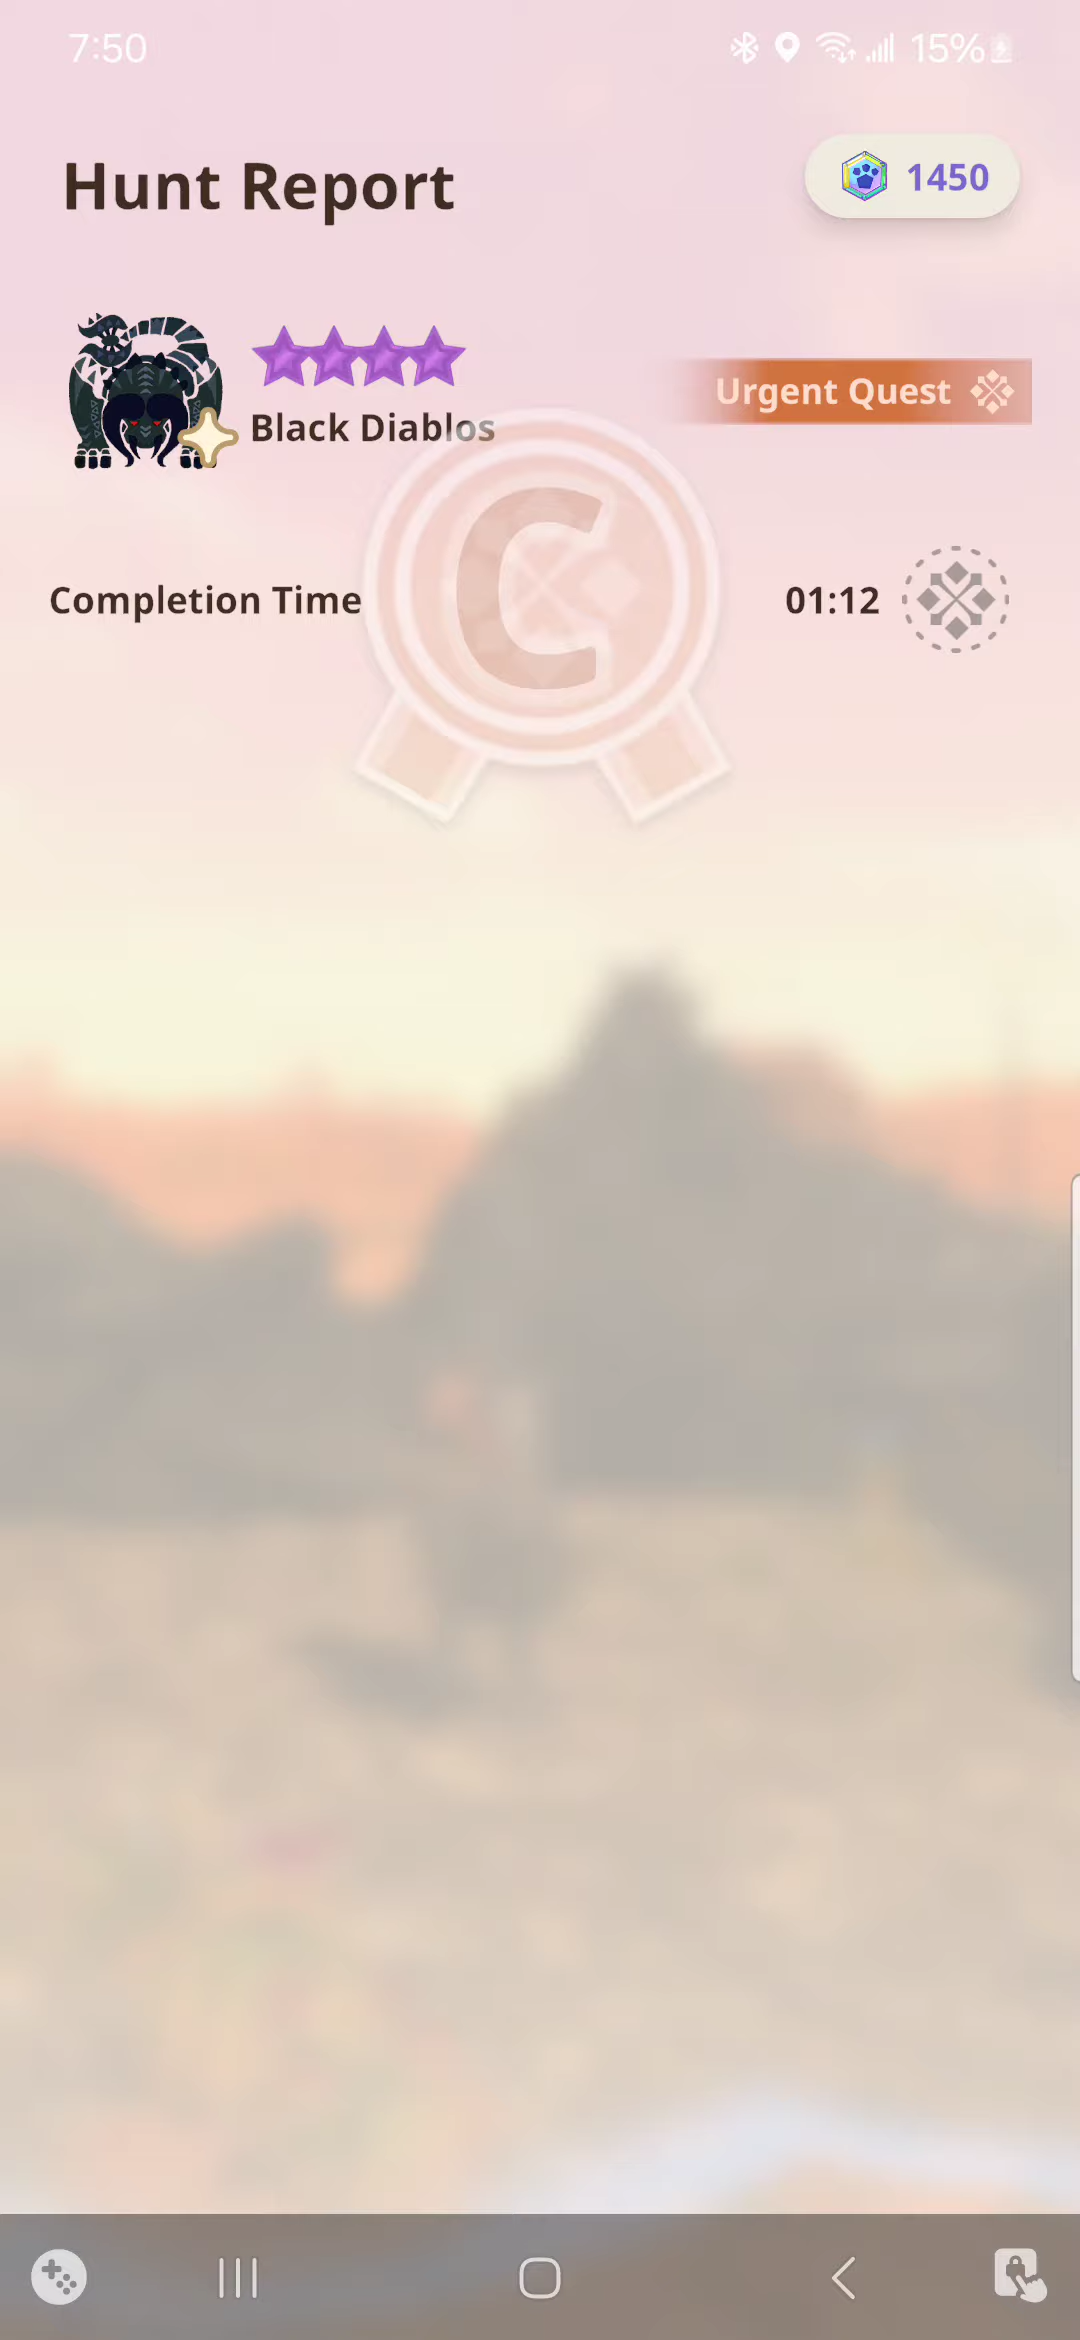 7:50
15%
Hunt Report
1450
Urgent Quest
Black Diablos
C
Completion Time
01:12